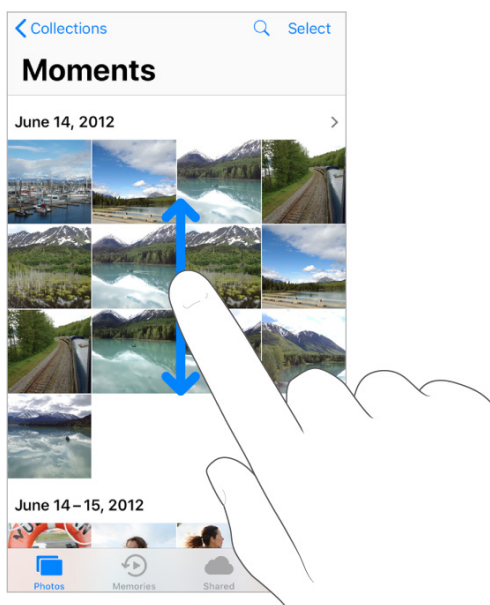 Collections
Select
Moments
June 14, 2012
June 14–15, 2012
Photos
Memories
Shared